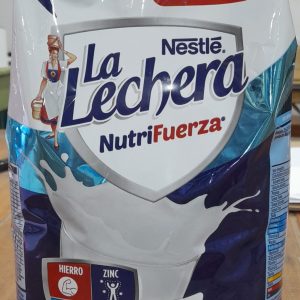 Nestlé®
La
Lechera®
NutriFuerza®
HIERRO
ZINC